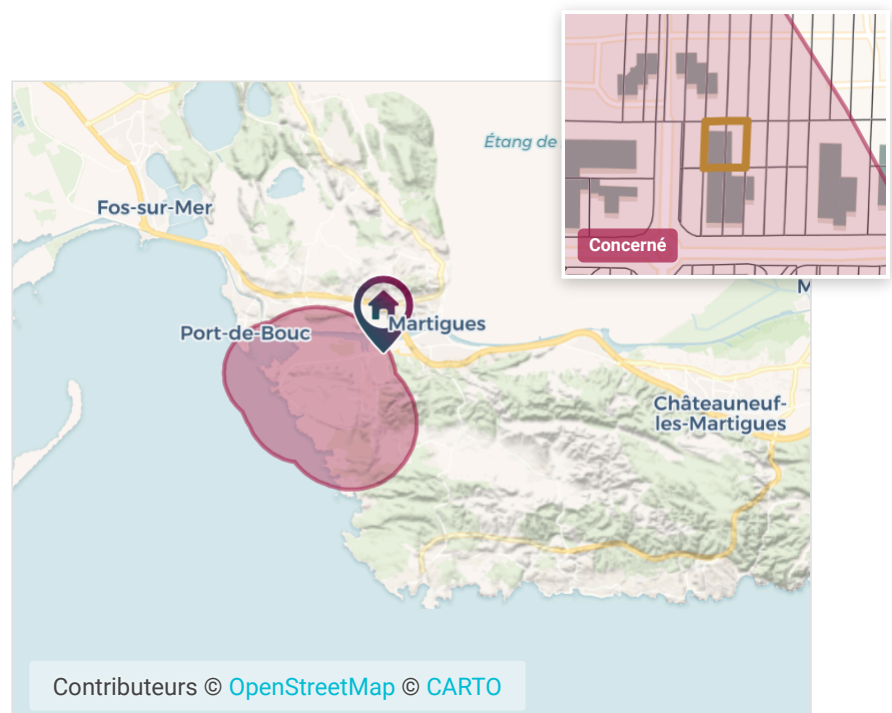 Étang de
Fos-sur-Mer
Concerné
Port-de-Bouc
Martigues
Châteauneuf-
les-Martigues
Contributeurs © OpenStreetMap © CARTO